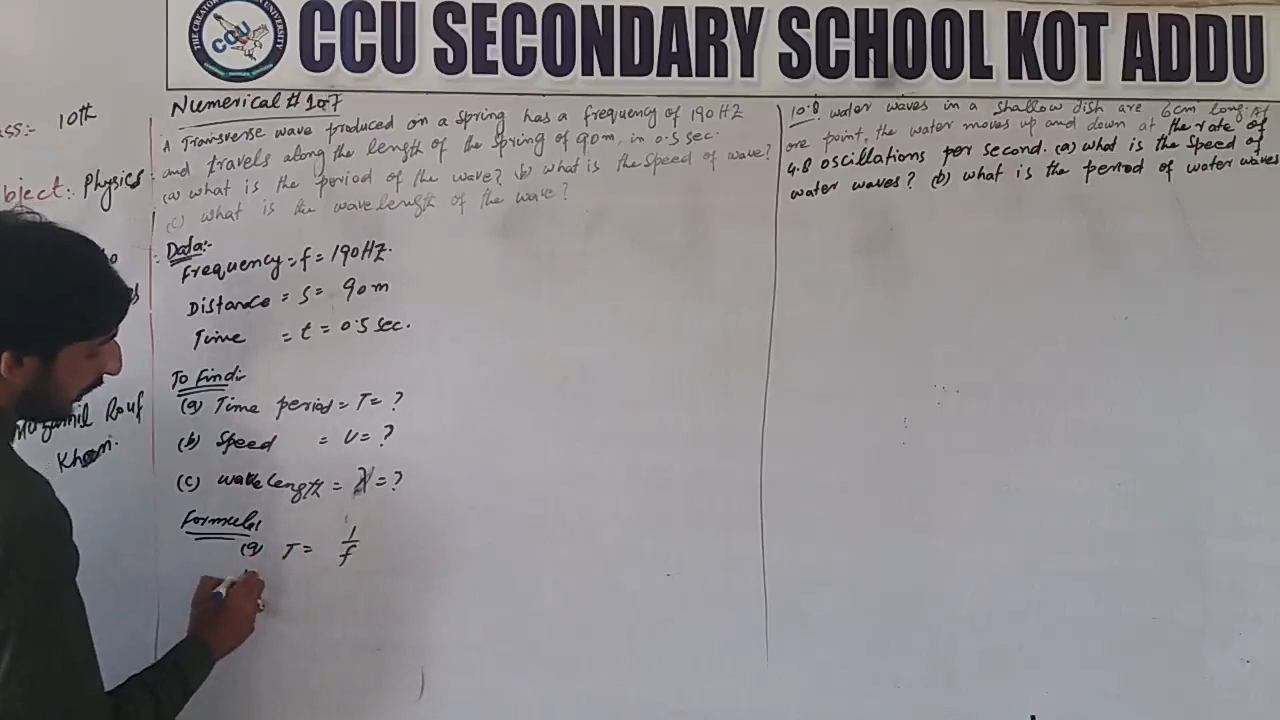 CCU
CCU SECONDARY SCHOOL KOT ADDU
ss:- 10th
bject: Physics
Rouf
Khan.
Numerical # 10.7
A Transverse wave produced on a spring has a frequency of 190 HZ
and travels along the length of the spring of 90m, in 0.5 sec.
(a) what is the period of the wave? (b) what is the speed of wave?
(c) what is the wavelength of the wave?
Data:-
Frequency = f = 190 HZ.
Distance = S = 90m
Time = t = 0.5 sec.
To Find:-
(a) Time period = T = ?
(b) Speed = V = ?
(c) wavelength = λ = ?
Formula:
(a) T = 1/f
10.8 water waves in a shallow dish are 6cm long. At
one point, the water moves up and down at the rate of
4.8 oscillations per second. (a) what is the speed of
water waves? (b) what is the period of water waves